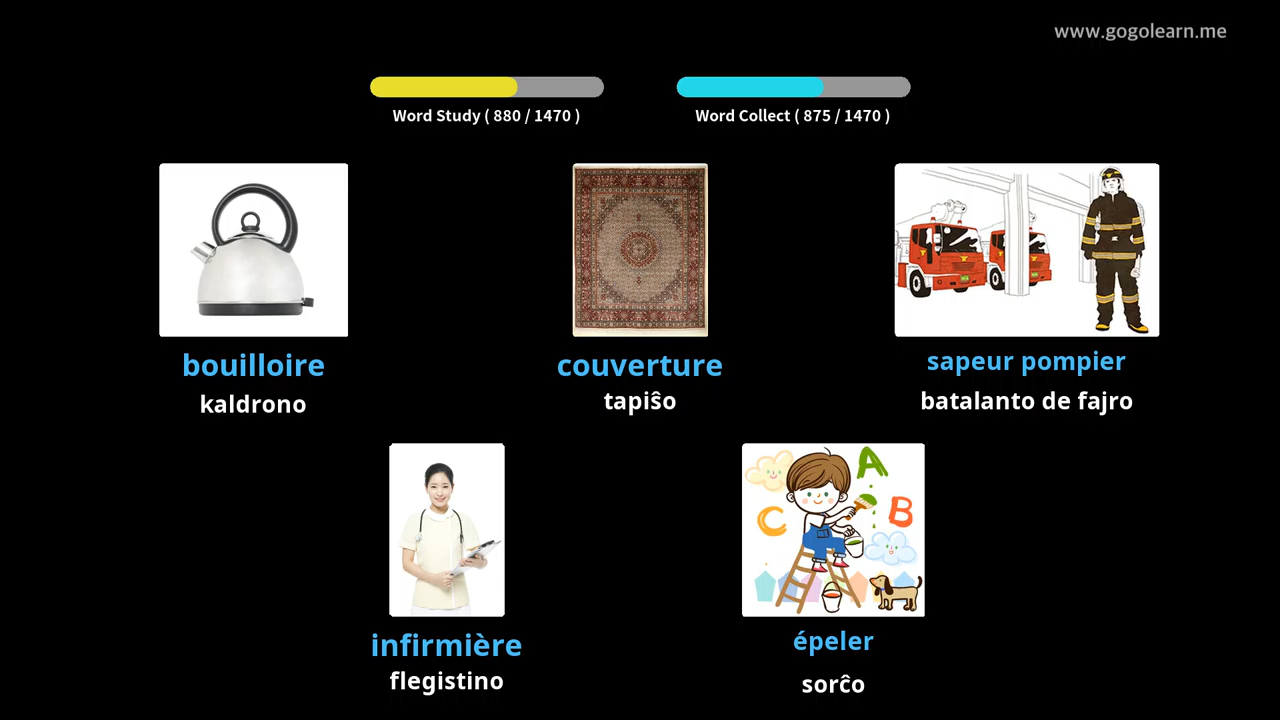 www.gogolearn.me
Word Study ( 880 / 1470 )
Word Collect ( 875 / 1470 )
bouilloire
kaldrono
couverture
tapiŝo
sapeur pompier
batalanto de fajro
infirmière
flegistino
A
B
C
épeler
sorĉo